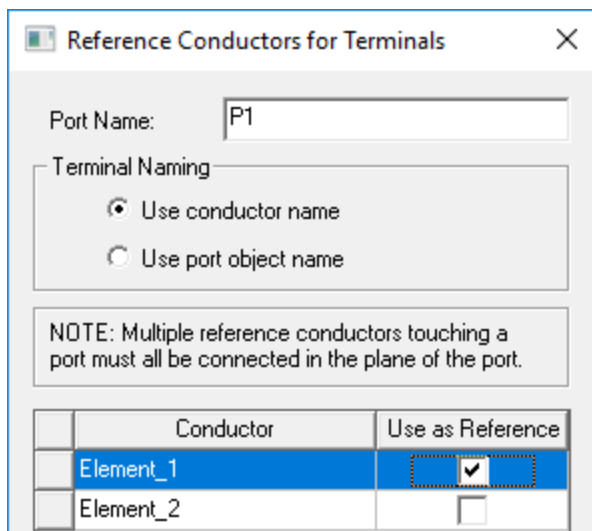 Reference Conductors for Terminals
Port Name: P1
Terminal Naming
Use conductor name
Use port object name
NOTE: Multiple reference conductors touching a
port must all be connected in the plane of the port.
Conductor Use as Reference
Element_1
Element_2